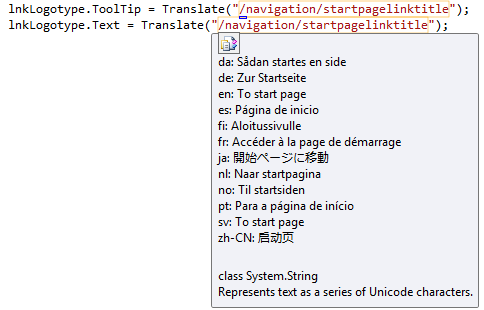 lnkLogotype.ToolTip = Translate("/navigation/startpagelinktitle");
lnkLogotype.Text = Translate("/navigation/startpagelinktitle");
da: Sådan startes en side
de: Zur Startseite
en: To start page
es: Página de inicio
fi: Aloitussivulle
fr: Accéder à la page de démarrage
ja: 開始ページに移動
nl: Naar startpagina
no: Til startsiden
pt: Para a página de início
sv: To start page
zh-CN: 启动页
class System.String
Represents text as a series of Unicode characters.